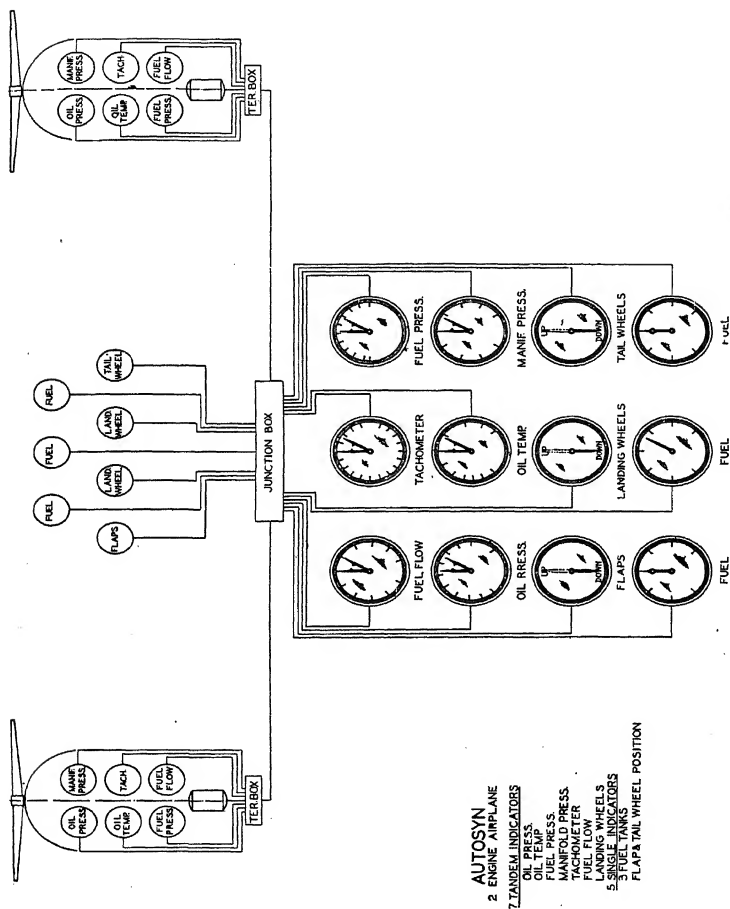 MANIF.
PRESS.
TACH.
FUEL
FLOW
OIL
PRESS
OIL
TEMP.
FUEL
PRESS.
TER.BOX
TAIL-
WHEEL
FUEL
LAND.
WHEEL
FUEL
LAND.
WHEEL
FUEL
FLAPS
JUNCTION BOX
FUEL PRESS.
MANIF. PRESS.
UP
DOWN
TAIL WHEELS
FUEL
TACHOMETER
OIL TEMP.
UP
DOWN
LANDING WHEELS
FUEL
FUEL FLOW
OIL RRESS.
UP
DOWN
FLAPS
FUEL
MANIF.
PRESS.
TACH.
FUEL
FLOW
OIL
PRESS
OIL
TEMP.
FUEL
PRESS.
TER.BOX
AUTOSYN
2 ENGINE AIRPLANE
7 TANDEM INDICATORS
OIL PRESS.
OIL TEMP.
FUEL PRESS.
MANIFOLD PRESS.
TACHOMETER
FUEL FLOW
LANDING WHEELS
5 SINGLE INDICATORS
3 FUEL TANKS
FLAP & TAIL WHEEL POSITION